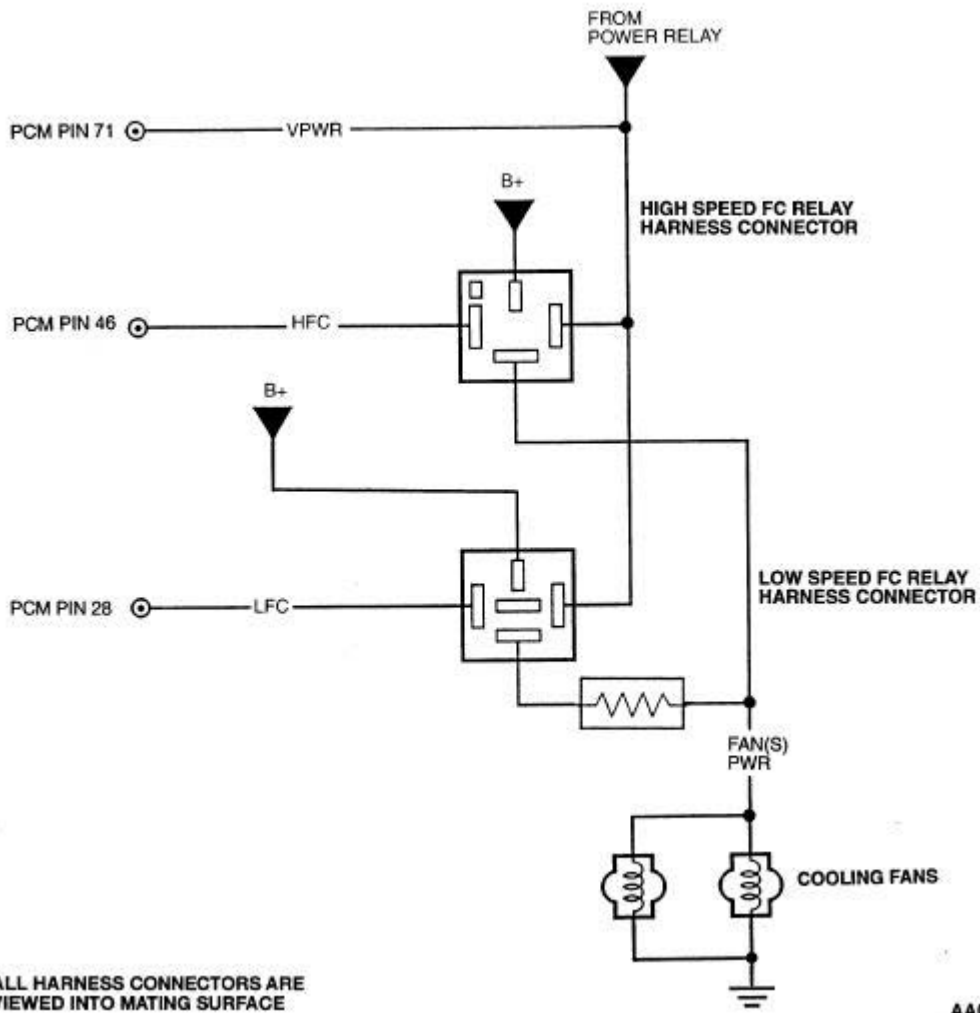 FROM
POWER RELAY
PCM PIN 71
VPWR
B+
HIGH SPEED FC RELAY
HARNESS CONNECTOR
PCM PIN 46
HFC
B+
LOW SPEED FC RELAY
HARNESS CONNECTOR
PCM PIN 28
LFC
FAN(S)
PWR
COOLING FANS
ALL HARNESS CONNECTORS ARE
VIEWED INTO MATING SURFACE